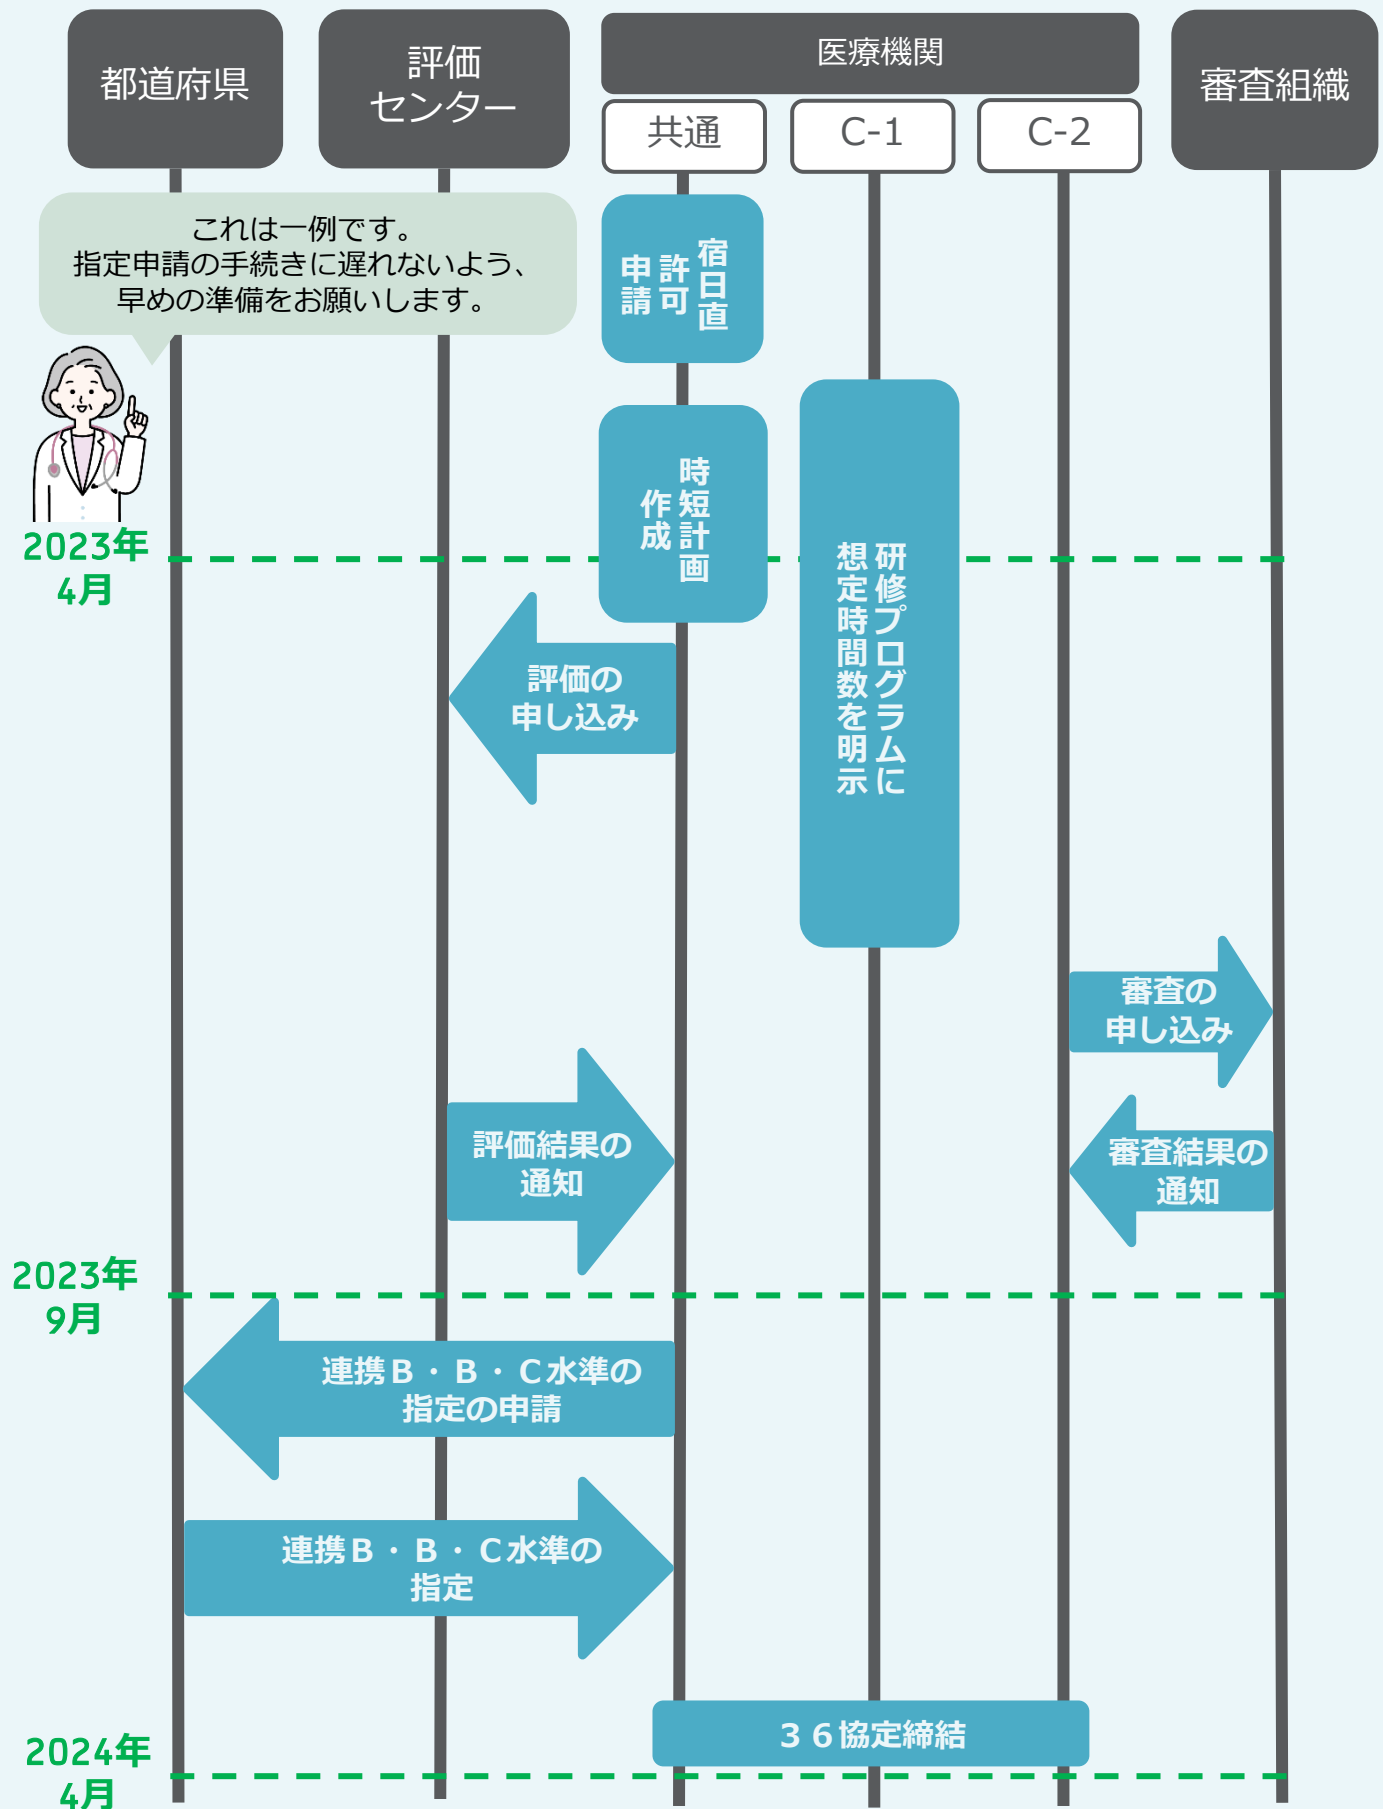 都道府県
評価
センター
医療機関
共通
C-1
C-2
審査組織
これは一例です。
指定申請の手続きに遅れないよう、
早めの準備をお願いします。
宿日直
許可
申請
時短計画
作成
2023年
4月
研修プログラムに
想定時間数を明示
評価の
申し込み
審査の
申し込み
評価結果の
通知
審査結果の
通知
2023年
9月
連携Ｂ・Ｂ・Ｃ水準の
指定の申請
連携Ｂ・Ｂ・Ｃ水準の
指定
３６協定締結
2024年
4月